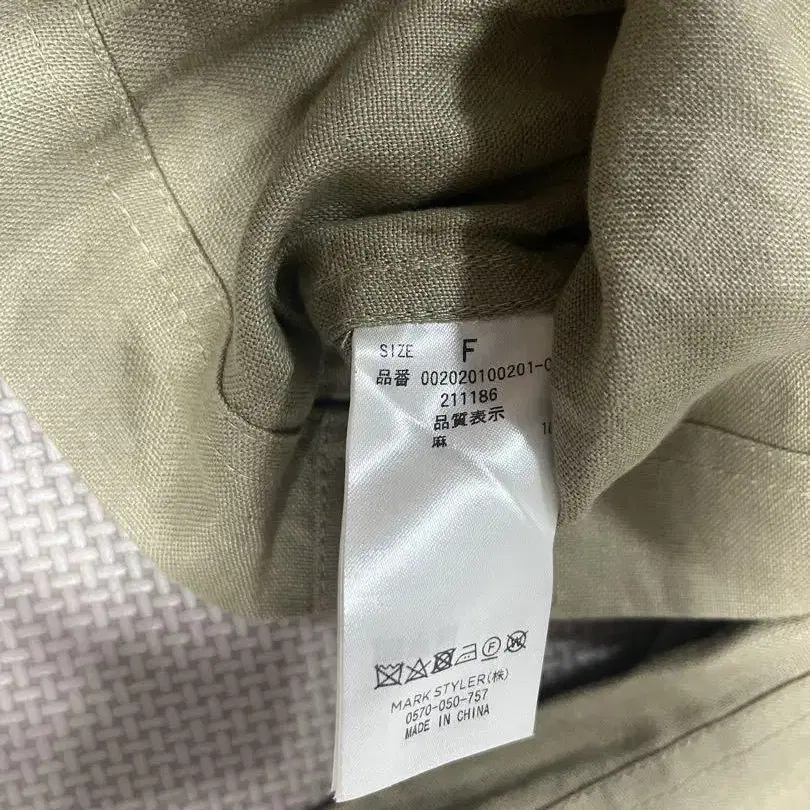 SIZE F
品番 002020100201-
211186
品質表示
麻
MARK STYLER(株)
0570-050-757
MADE IN CHINA